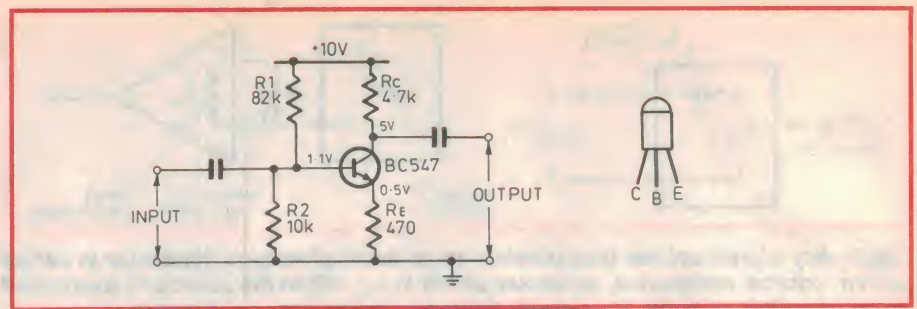 +10V
R1
82k
Rc
4·7k
5V
1·1V
BC547
0·5V
INPUT
R2
10k
RE
470
OUTPUT
C B E